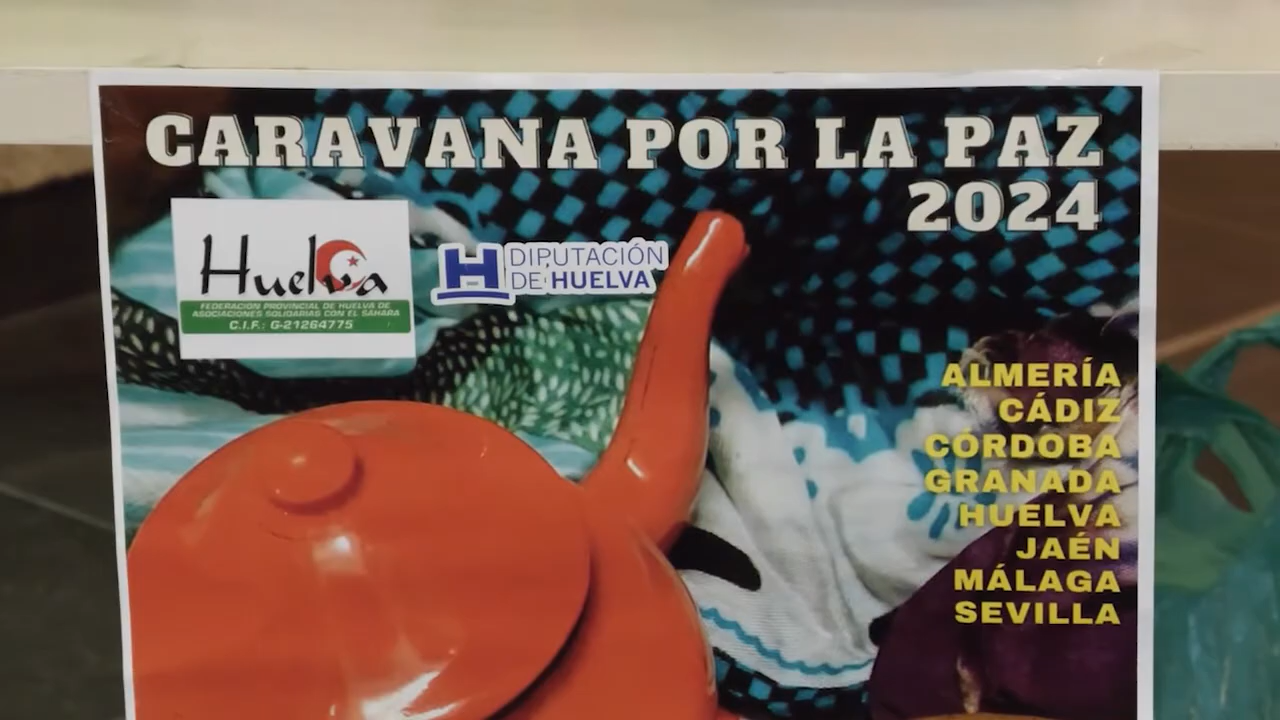 CARAVANA POR LA PAZ
2024
Huelva
FEDERACION PROVINCIAL DE HUELVA DE
ASOCIACIONES SOLIDARIAS CON EL SAHARA
C.I.F.: G-21264775
H DIPUTACIÓN
DE HUELVA
ALMERÍA
CÁDIZ
CÓRDOBA
GRANADA
HUELVA
JAÉN
MÁLAGA
SEVILLA